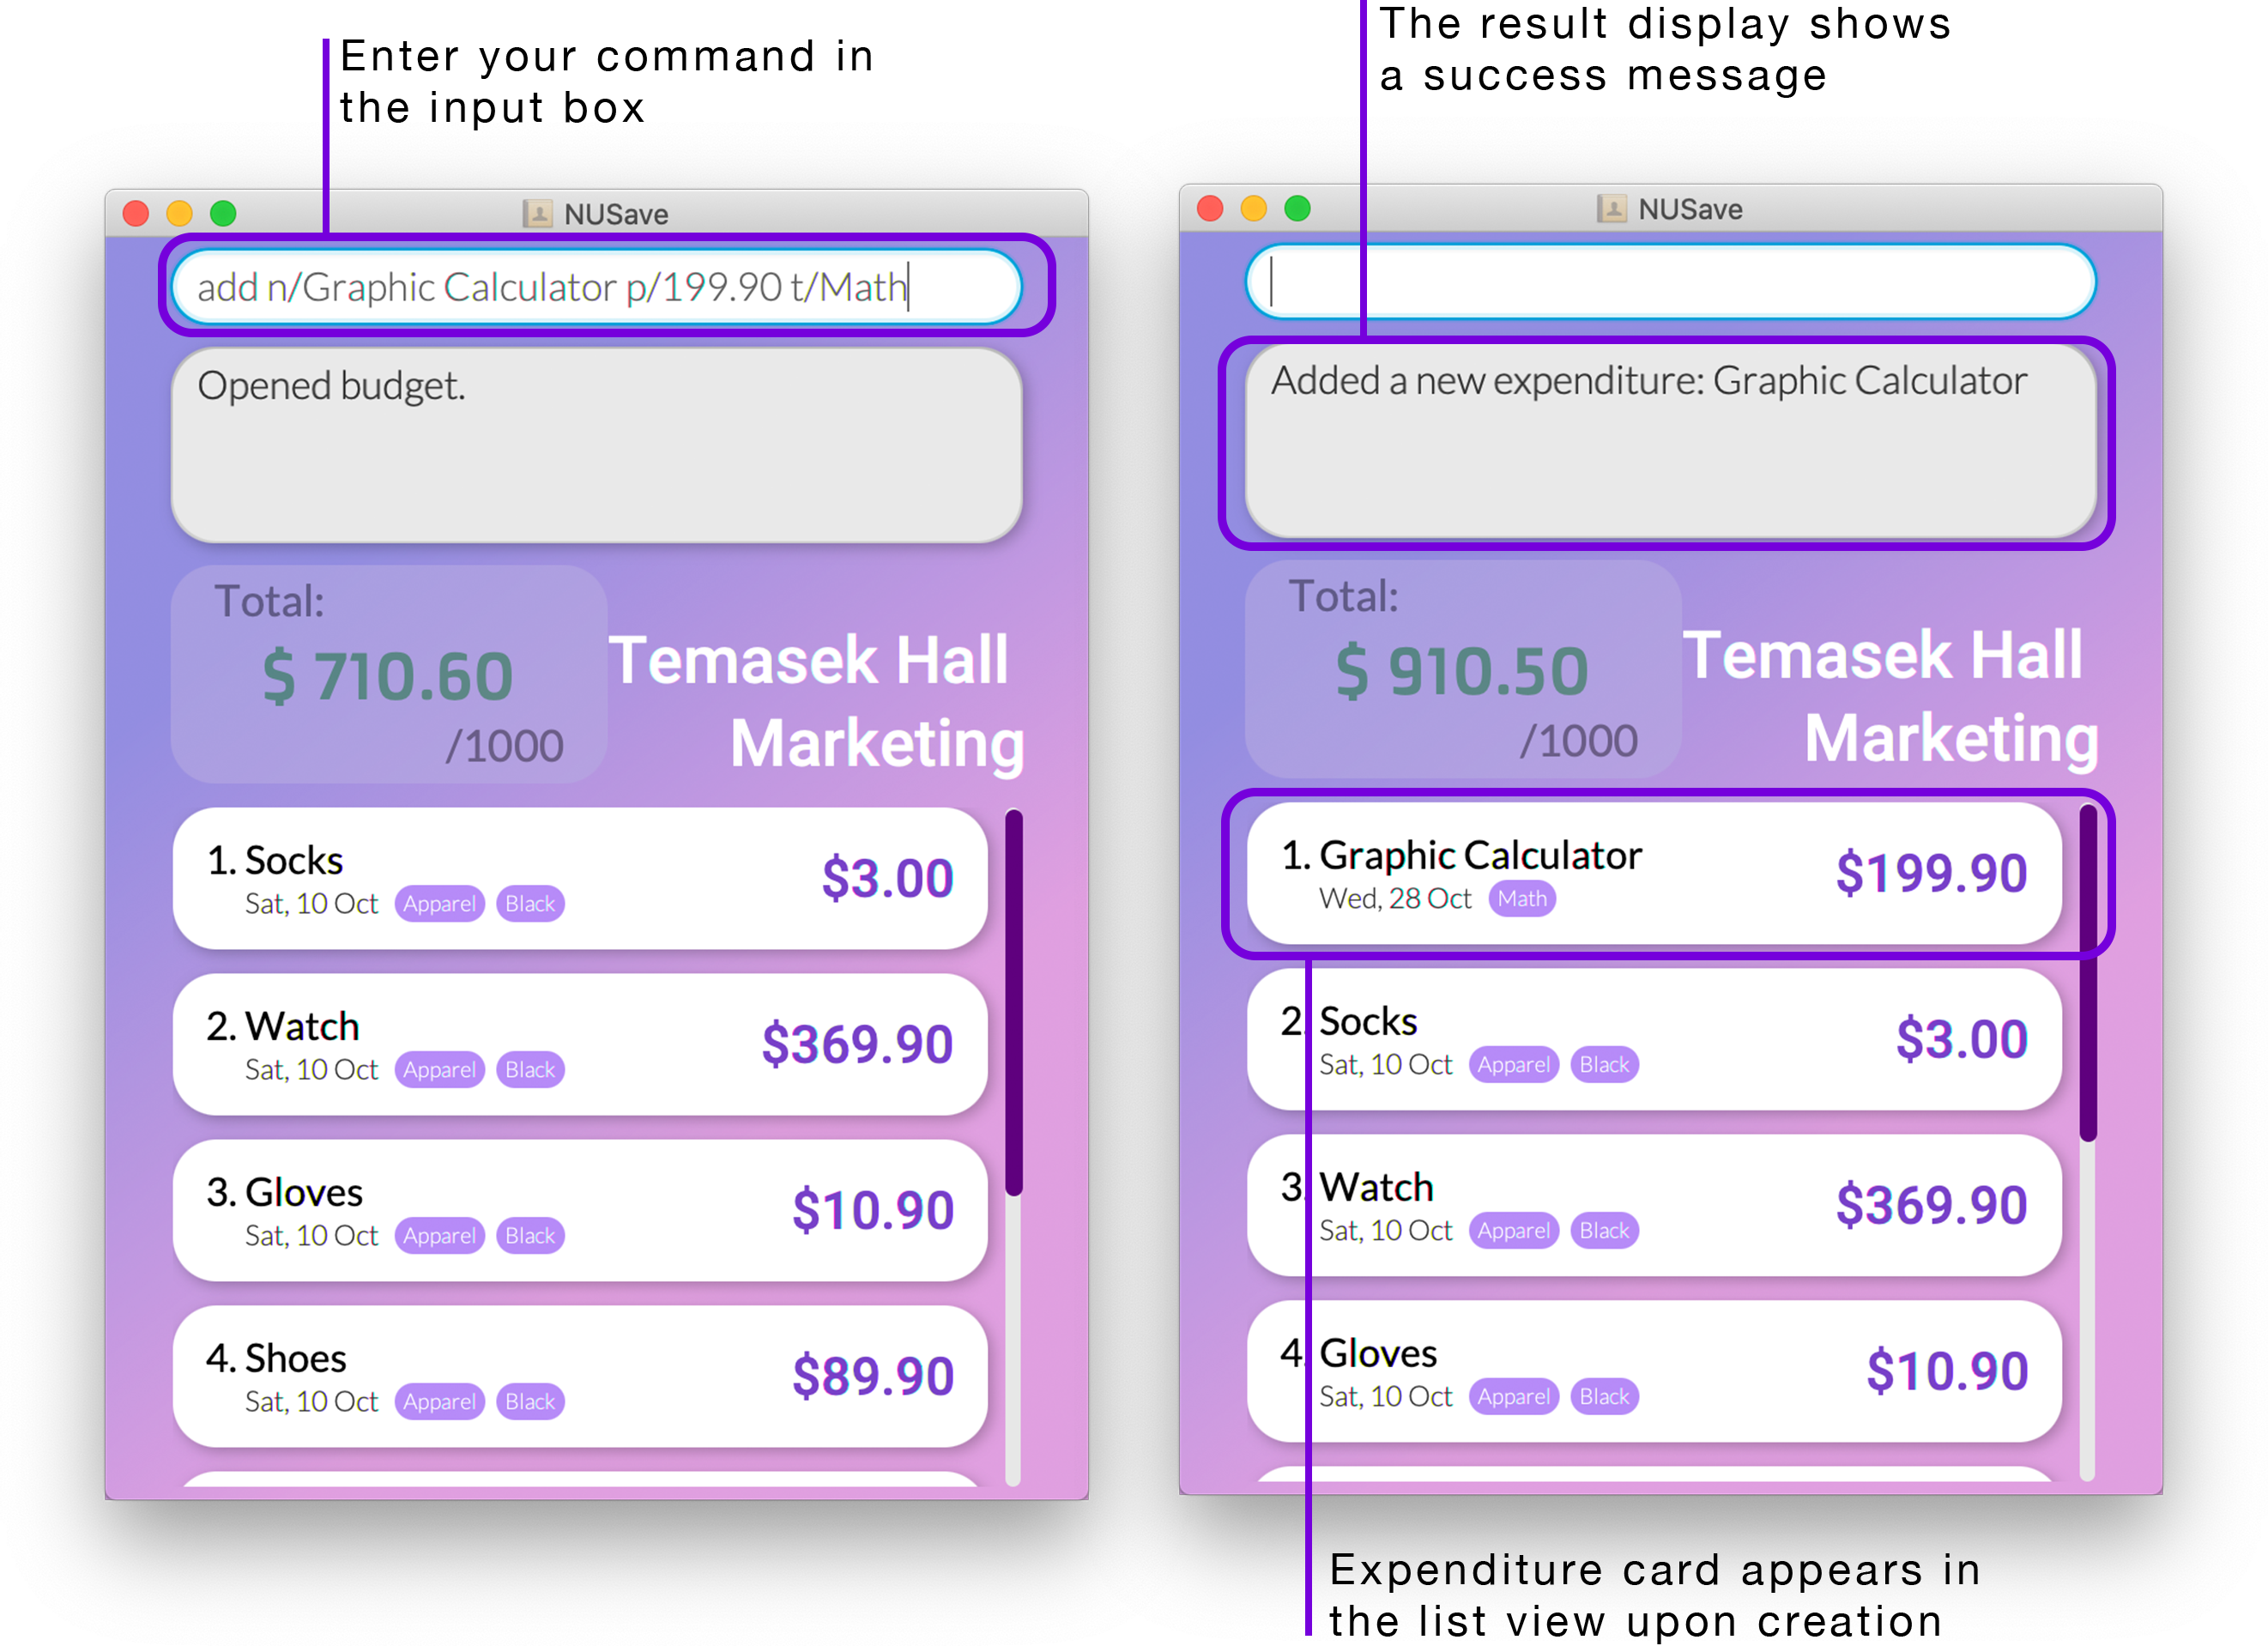 Enter your command in
the input box
NUSave
add n/Graphic Calculator p/199.90 t/Math
Opened budget.
Total:
$ 710.60
/1000
Temasek Hall
Marketing
1. Socks
$3.00
Sat, 10 Oct Apparel Black
2. Watch
$369.90
Sat, 10 Oct Apparel Black
3. Gloves
$10.90
Sat, 10 Oct Apparel Black
4. Shoes
$89.90
Sat, 10 Oct Apparel Black
The result display shows
a success message
NUSave
Added a new expenditure: Graphic Calculator
Total:
$ 910.50
/1000
Temasek Hall
Marketing
1. Graphic Calculator
$199.90
Wed, 28 Oct Math
2. Socks
$3.00
Sat, 10 Oct Apparel Black
3. Watch
$369.90
Sat, 10 Oct Apparel Black
4. Gloves
$10.90
Sat, 10 Oct Apparel Black
Expenditure card appears in
the list view upon creation